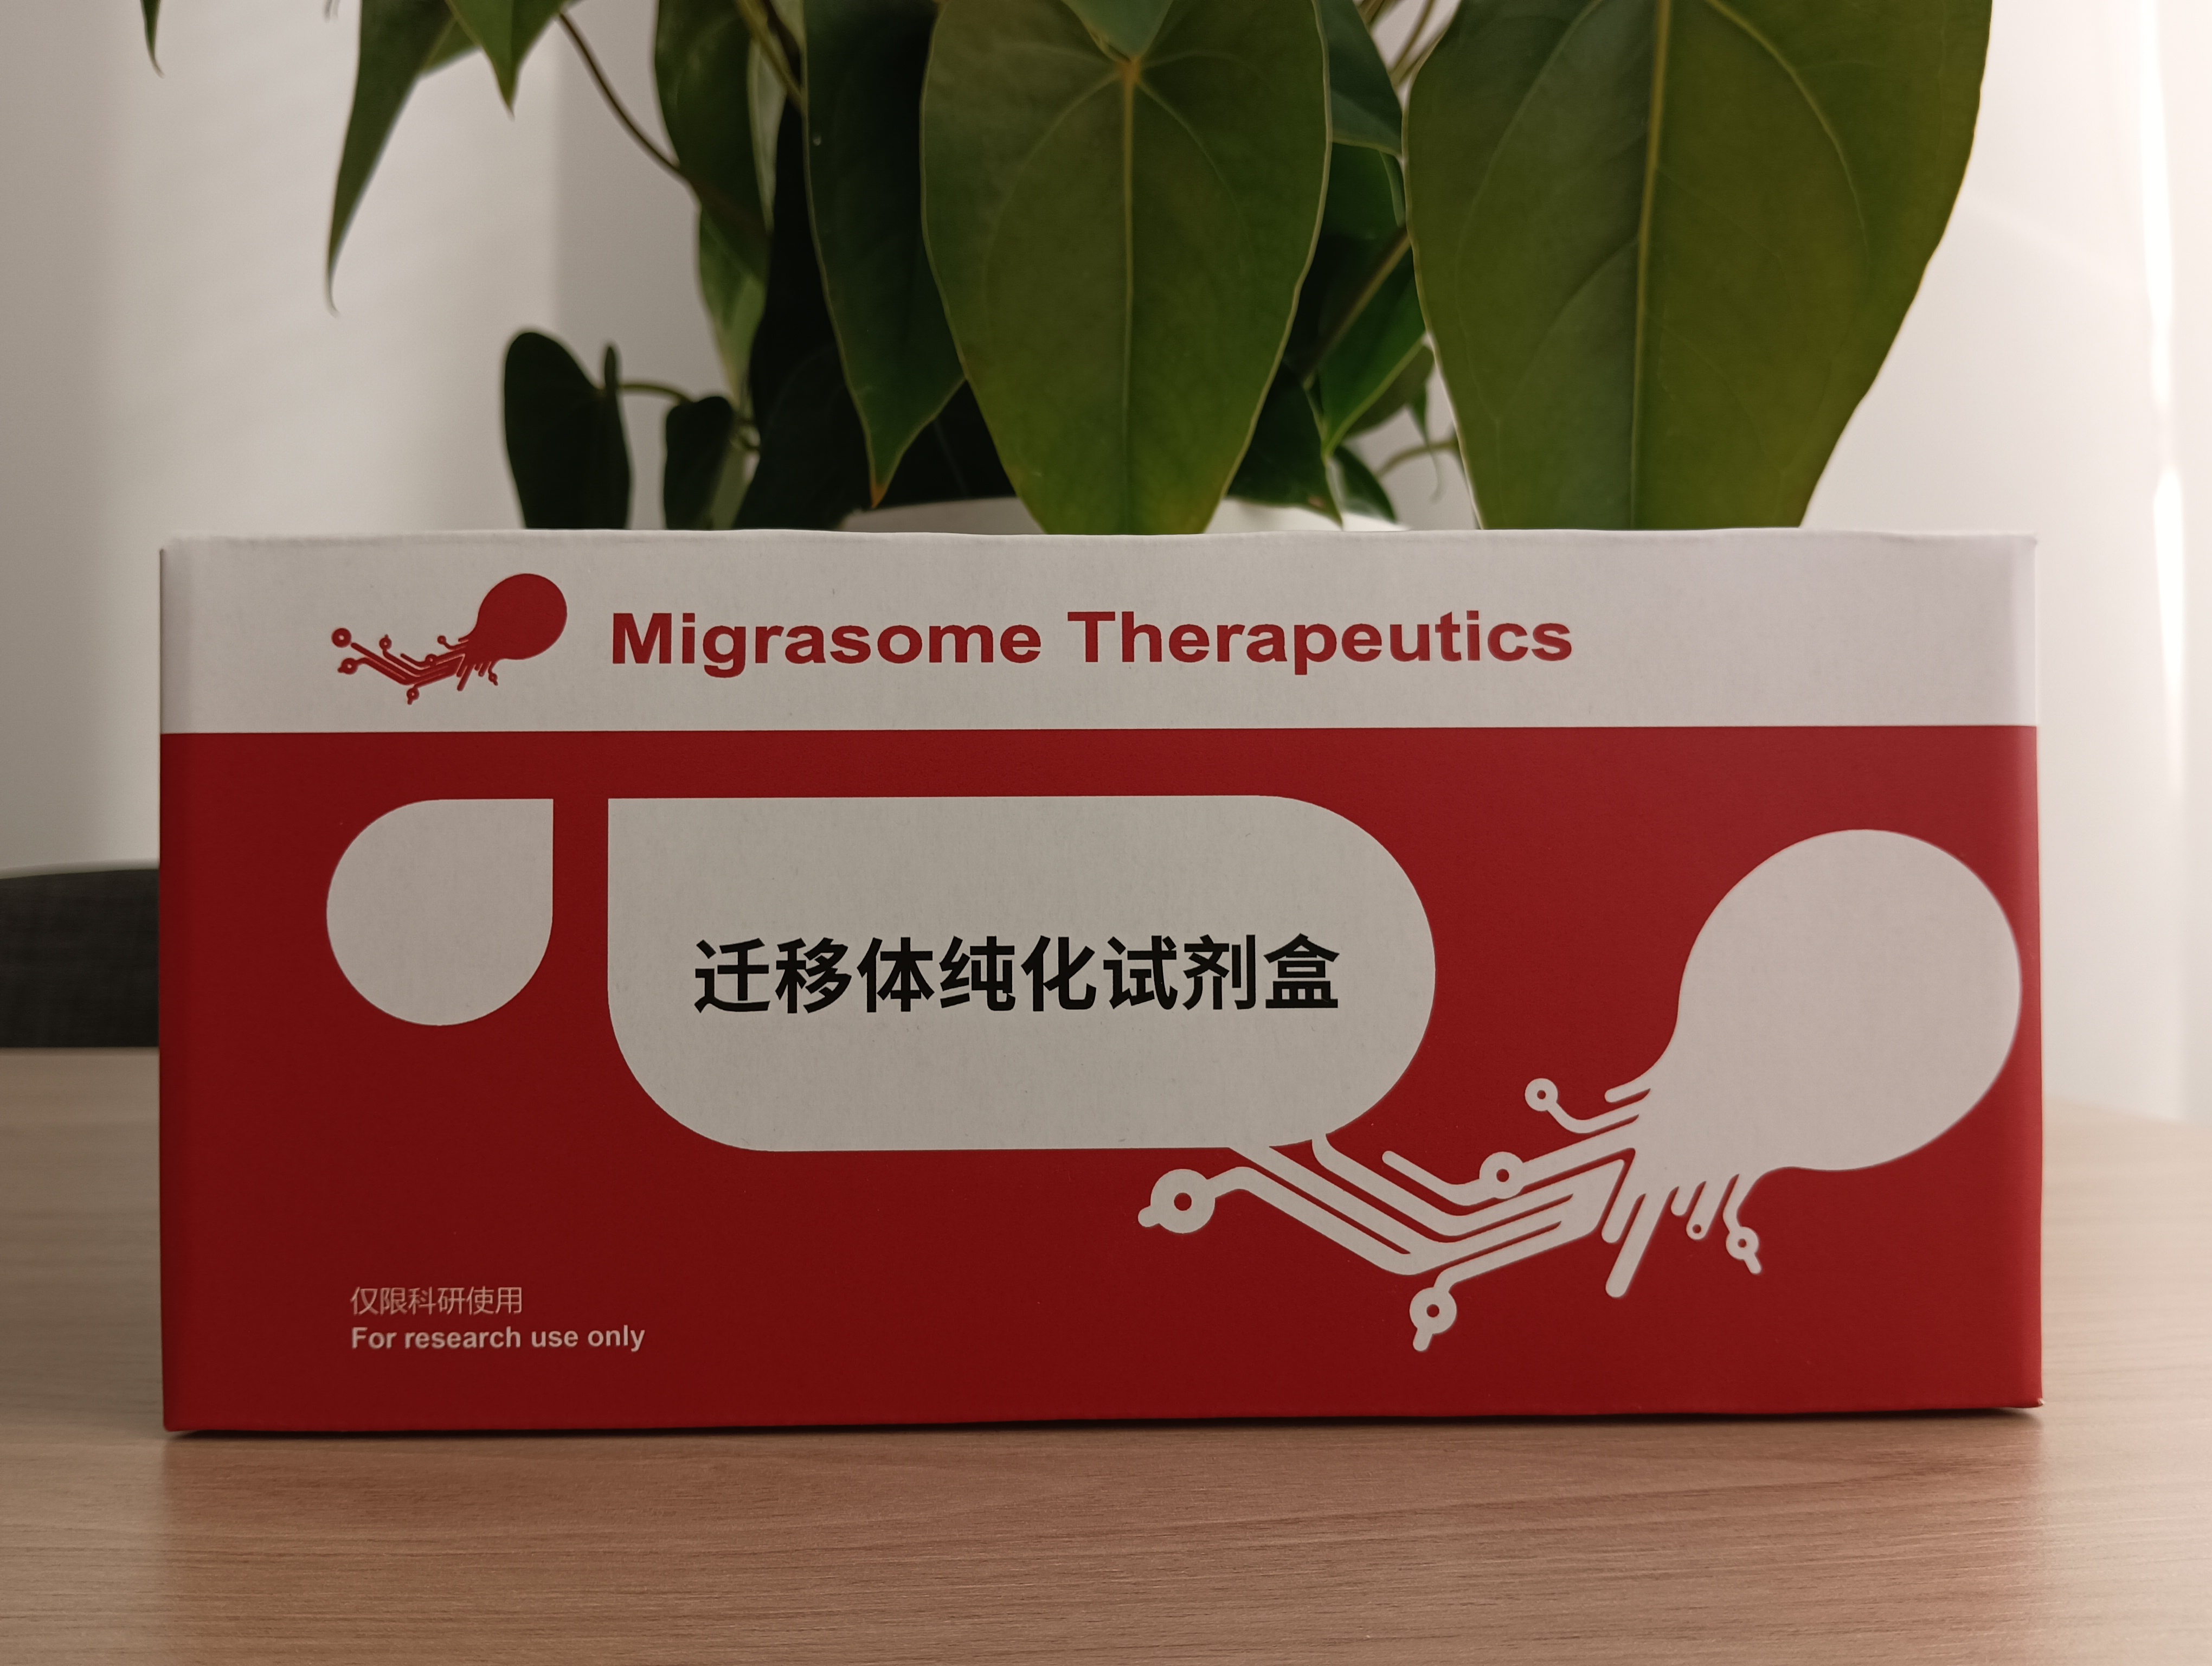 Migrasome Therapeutics
迁移体纯化试剂盒
仅限科研使用
For research use only